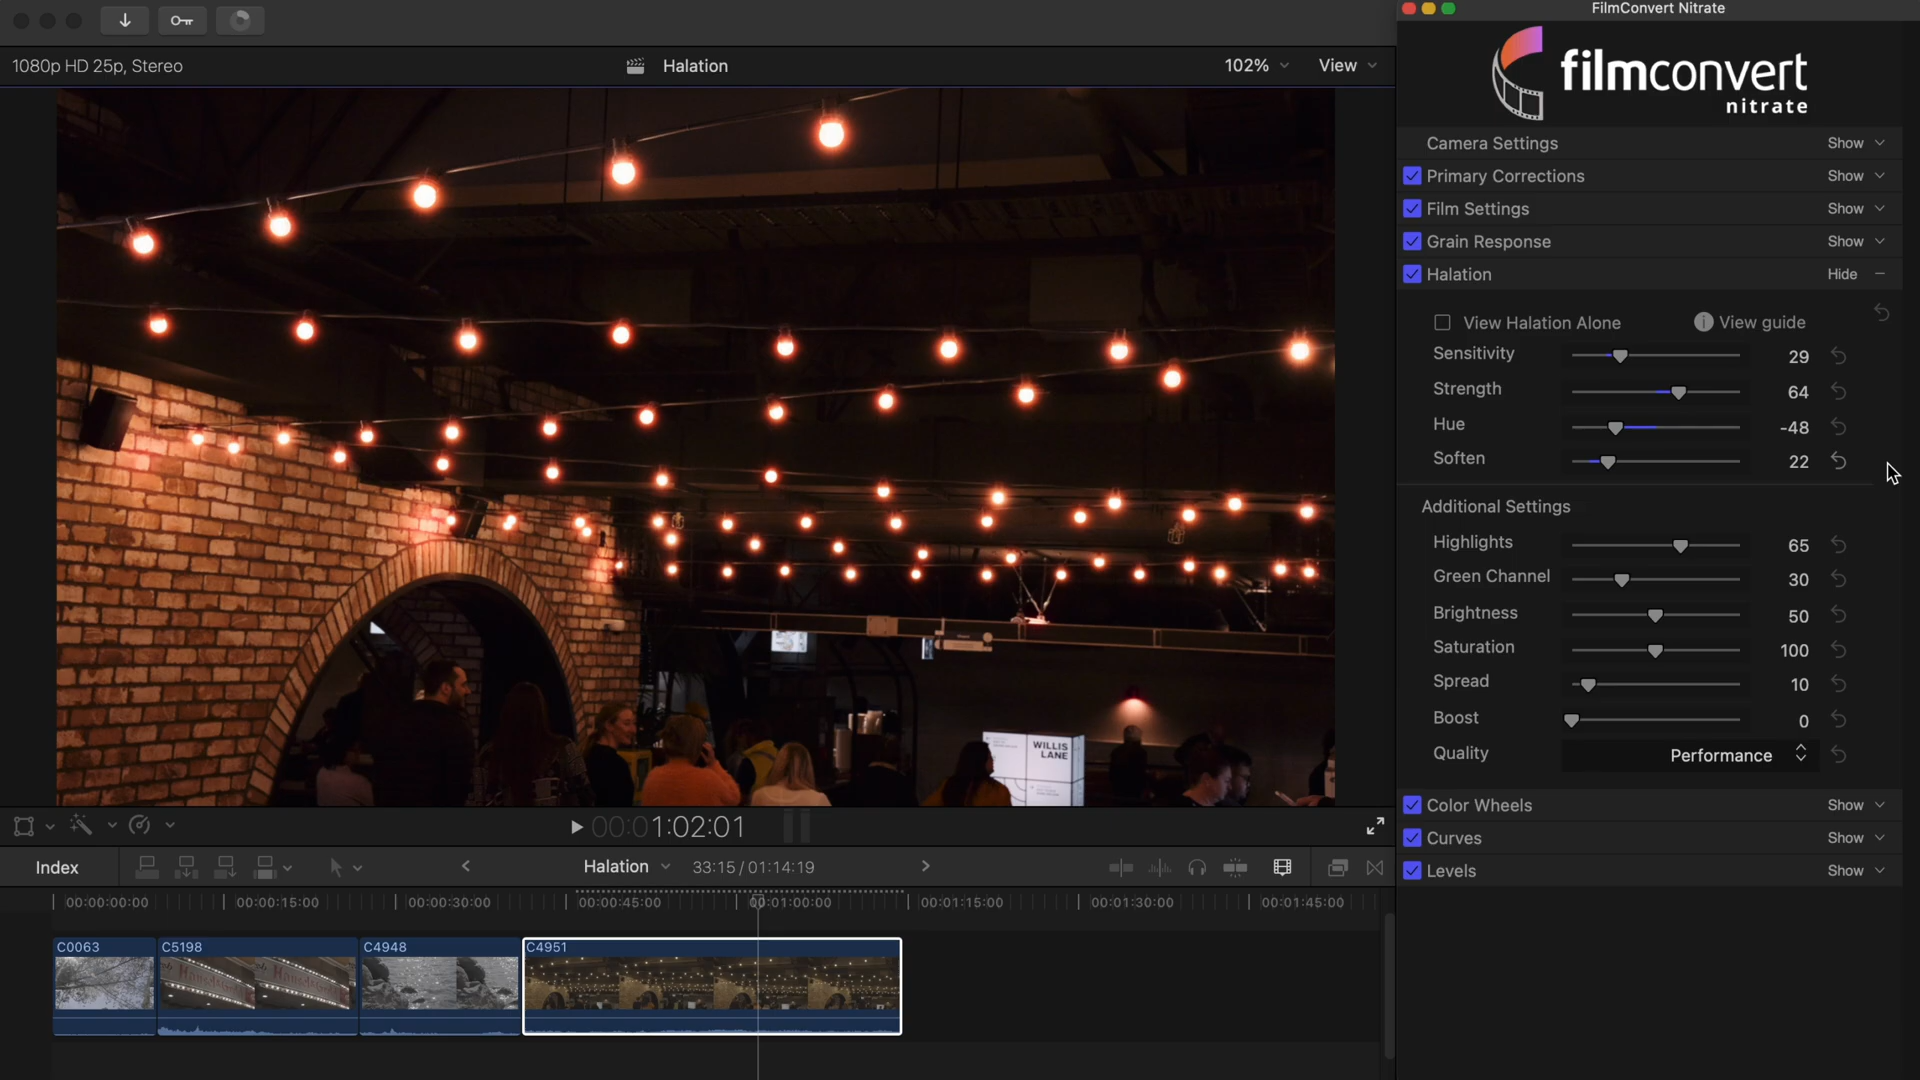 FilmConvert Nitrate
1080p HD 25p, Stereo
Halation
102%
View
filmconvert
nitrate
Camera Settings
Show
Primary Corrections
Show
Film Settings
Show
Grain Response
Show
Halation
Hide
View Halation Alone
View guide
Sensitivity
29
Strength
64
Hue
-48
Soften
22
Additional Settings
Highlights
65
Green Channel
30
Brightness
50
Saturation
100
Spread
10
Boost
0
Quality
Performance
Color Wheels
Show
Curves
Show
Levels
Show
WILLIS
LANE
00:01:02:01
Index
Halation
33:15 / 01:14:19
00:00:00:00
00:00:15:00
00:00:30:00
00:00:45:00
00:01:00:00
00:01:15:00
00:01:30:00
00:01:45:00
C0063
C5198
C4948
C4951